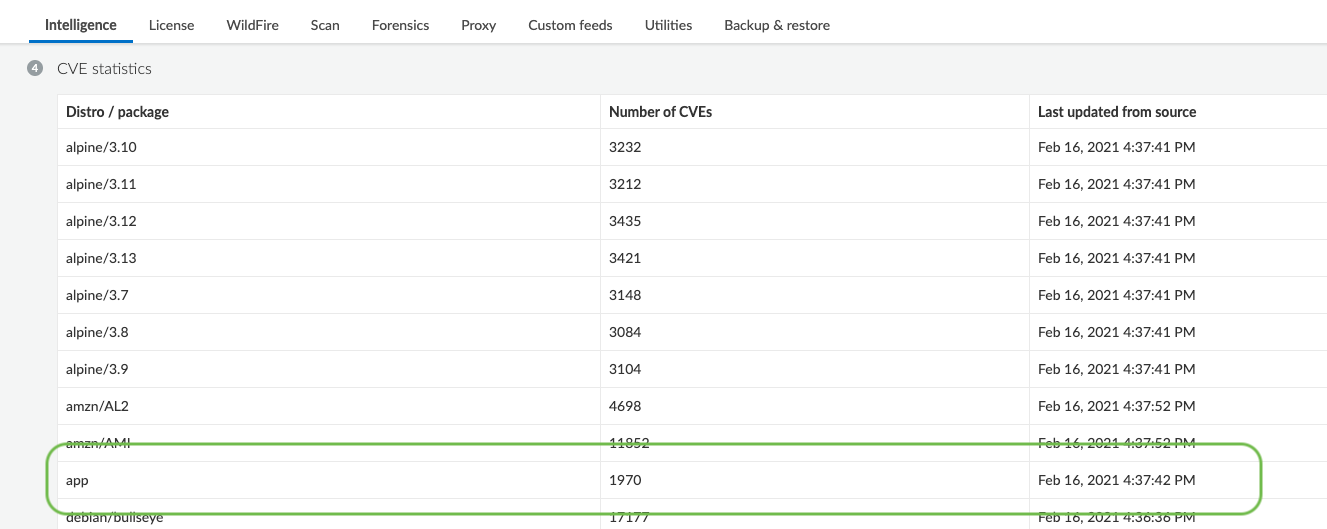 Intelligence License WildFire Scan Forensics Proxy Custom feeds Utilities Backup & restore
4 CVE statistics
Distro / package Number of CVEs Last updated from source
alpine/3.10 3232 Feb 16, 2021 4:37:41 PM
alpine/3.11 3212 Feb 16, 2021 4:37:41 PM
alpine/3.12 3435 Feb 16, 2021 4:37:41 PM
alpine/3.13 3421 Feb 16, 2021 4:37:41 PM
alpine/3.7 3148 Feb 16, 2021 4:37:41 PM
alpine/3.8 3084 Feb 16, 2021 4:37:41 PM
alpine/3.9 3104 Feb 16, 2021 4:37:41 PM
amzn/AL2 4698 Feb 16, 2021 4:37:52 PM
amzn/AMI 11852 Feb 16, 2021 4:37:52 PM
app 1970 Feb 16, 2021 4:37:42 PM
debian/bullseye 17177 Feb 16, 2021 4:36:36 PM